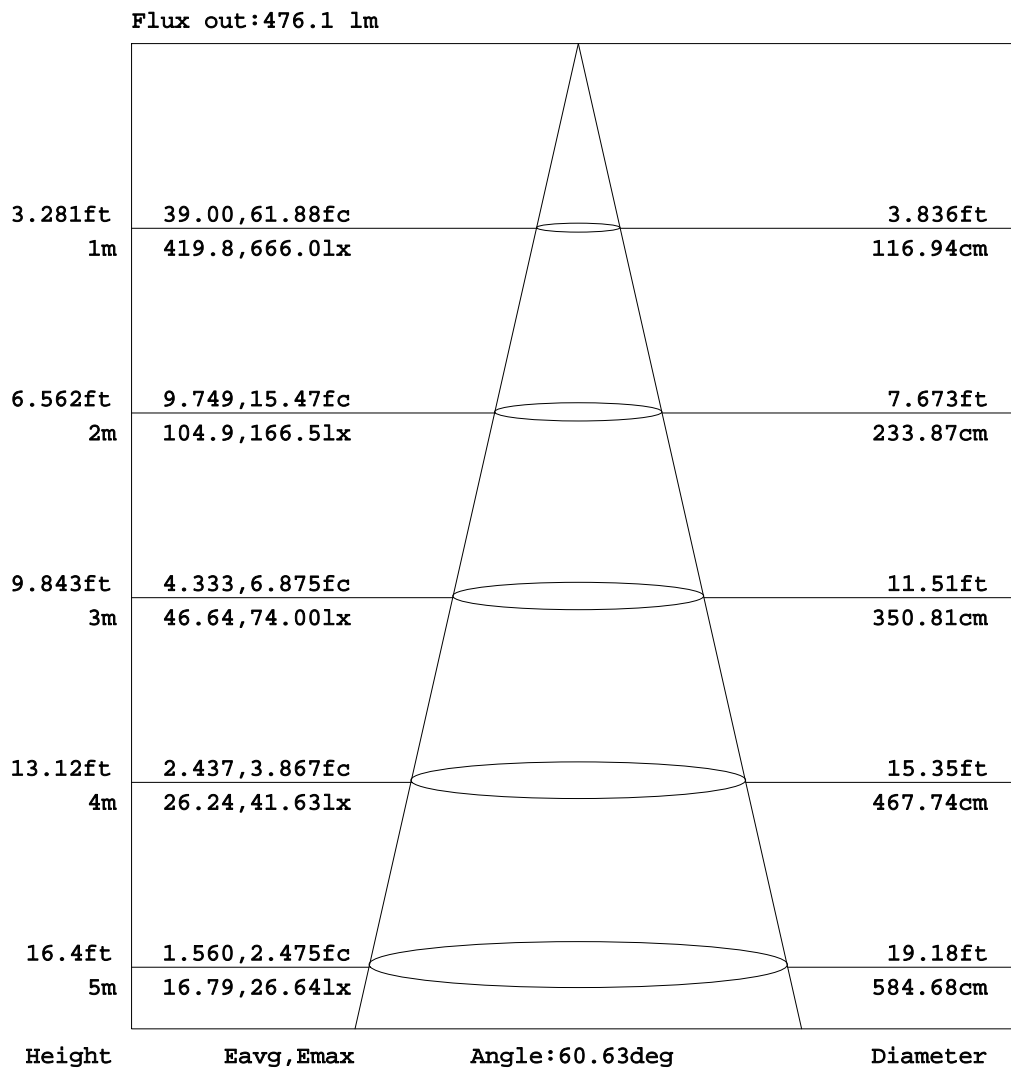 Flux out:476.1 lm
3.281ft 39.00,61.88fc 3.836ft
1m 419.8,666.0lx 116.94cm
6.562ft 9.749,15.47fc 7.673ft
2m 104.9,166.5lx 233.87cm
9.843ft 4.333,6.875fc 11.51ft
3m 46.64,74.00lx 350.81cm
13.12ft 2.437,3.867fc 15.35ft
4m 26.24,41.63lx 467.74cm
16.4ft 1.560,2.475fc 19.18ft
5m 16.79,26.64lx 584.68cm
Height Eavg,Emax Angle:60.63deg Diameter